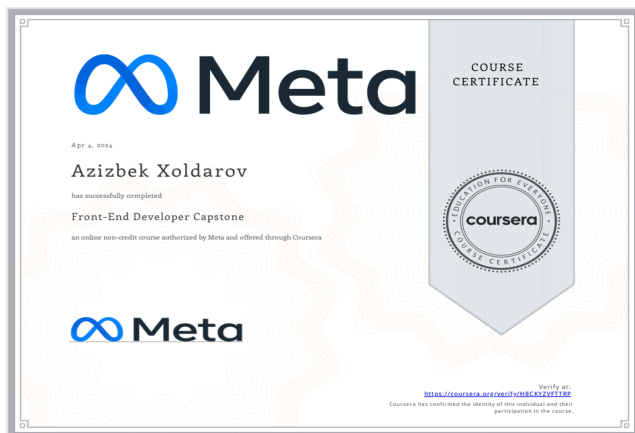 Meta
COURSE
CERTIFICATE
Apr 4, 2024
Azizbek Xoldarov
has successfully completed
Front-End Developer Capstone
an online non-credit course authorized by Meta and offered through Coursera
EDUCATION FOR EVERYONE
coursera
COURSE CERTIFICATE
Meta
Verify at:
https://coursera.org/verify/H8CKYZVFTTRP
Coursera has confirmed the identity of this individual and their
participation in the course.